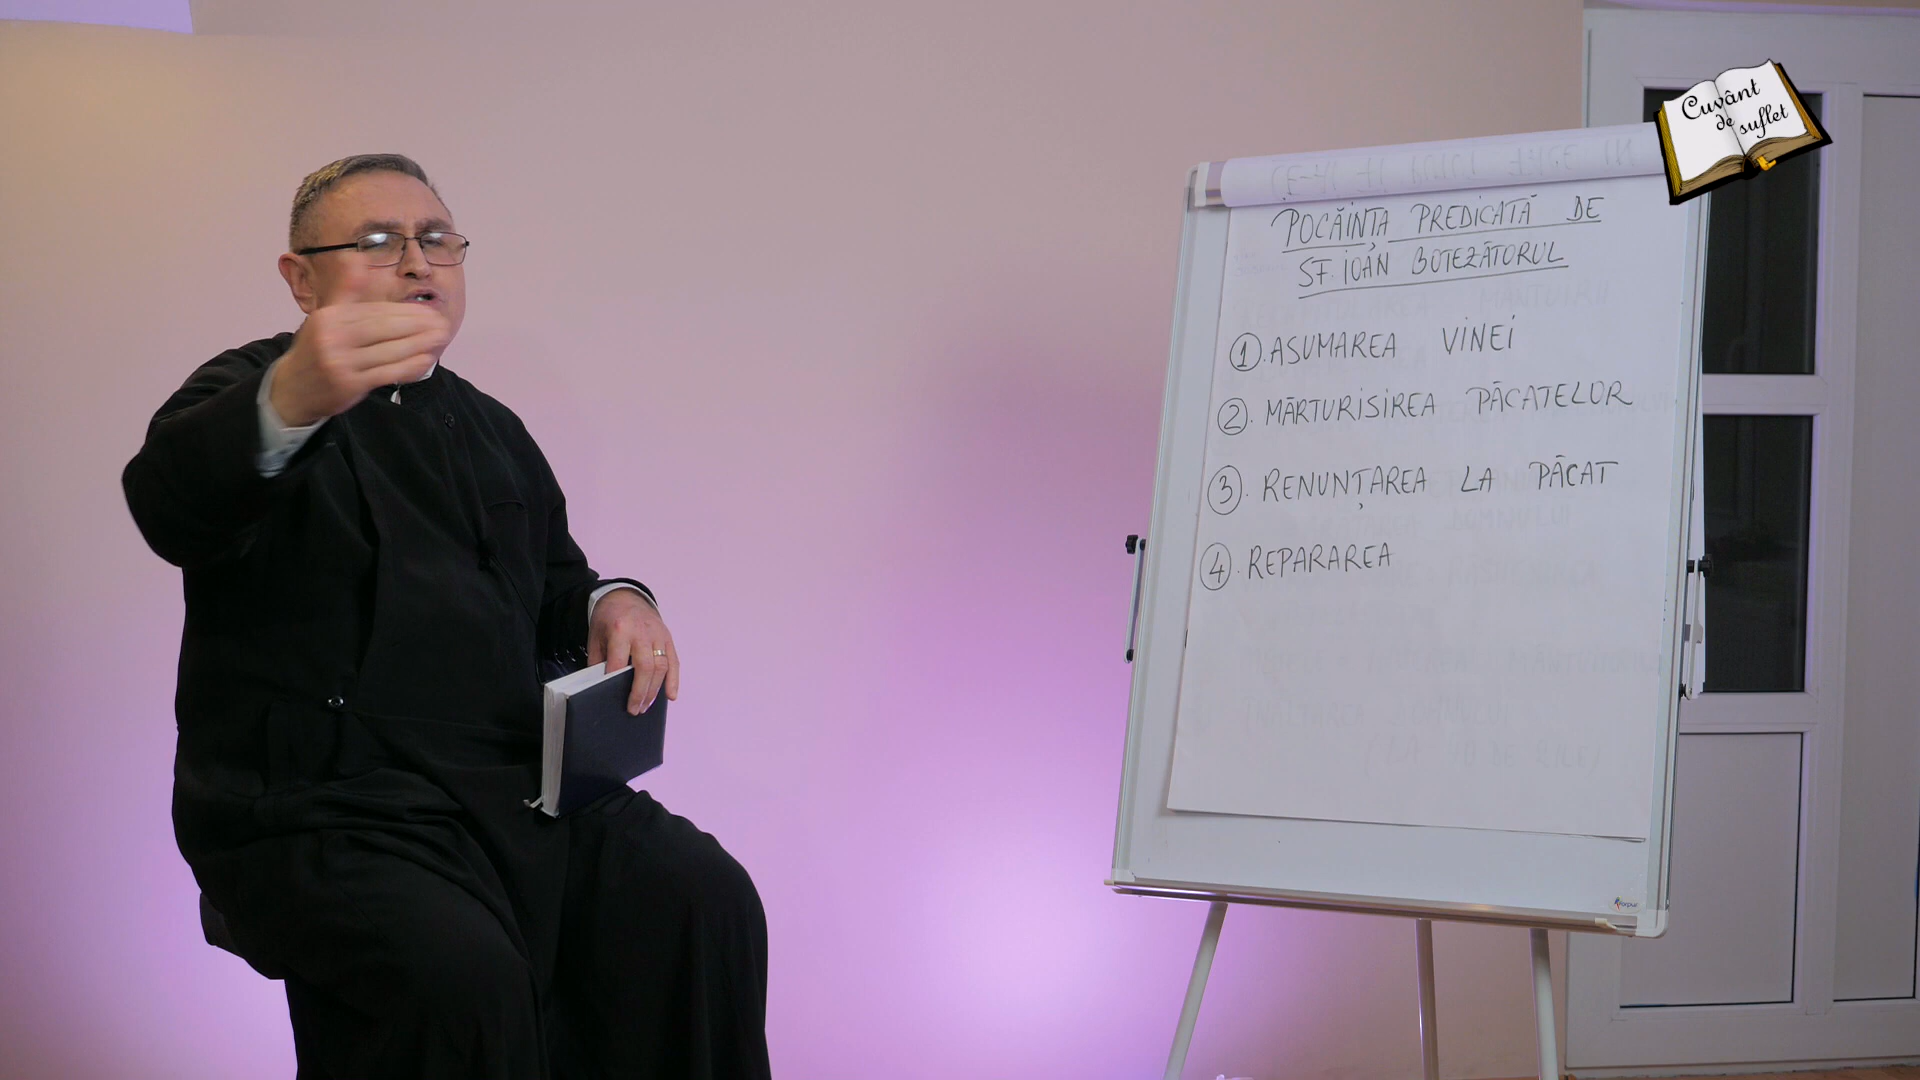 Cuvânt
de suflet
POCĂINȚA PREDICATĂ DE
SF. IOAN BOTEZĂTORUL
1. ASUMAREA VINEI
2. MĂRTURISIREA PĂCATELOR
3. RENUNȚAREA LA PĂCAT
4. REPARAREA